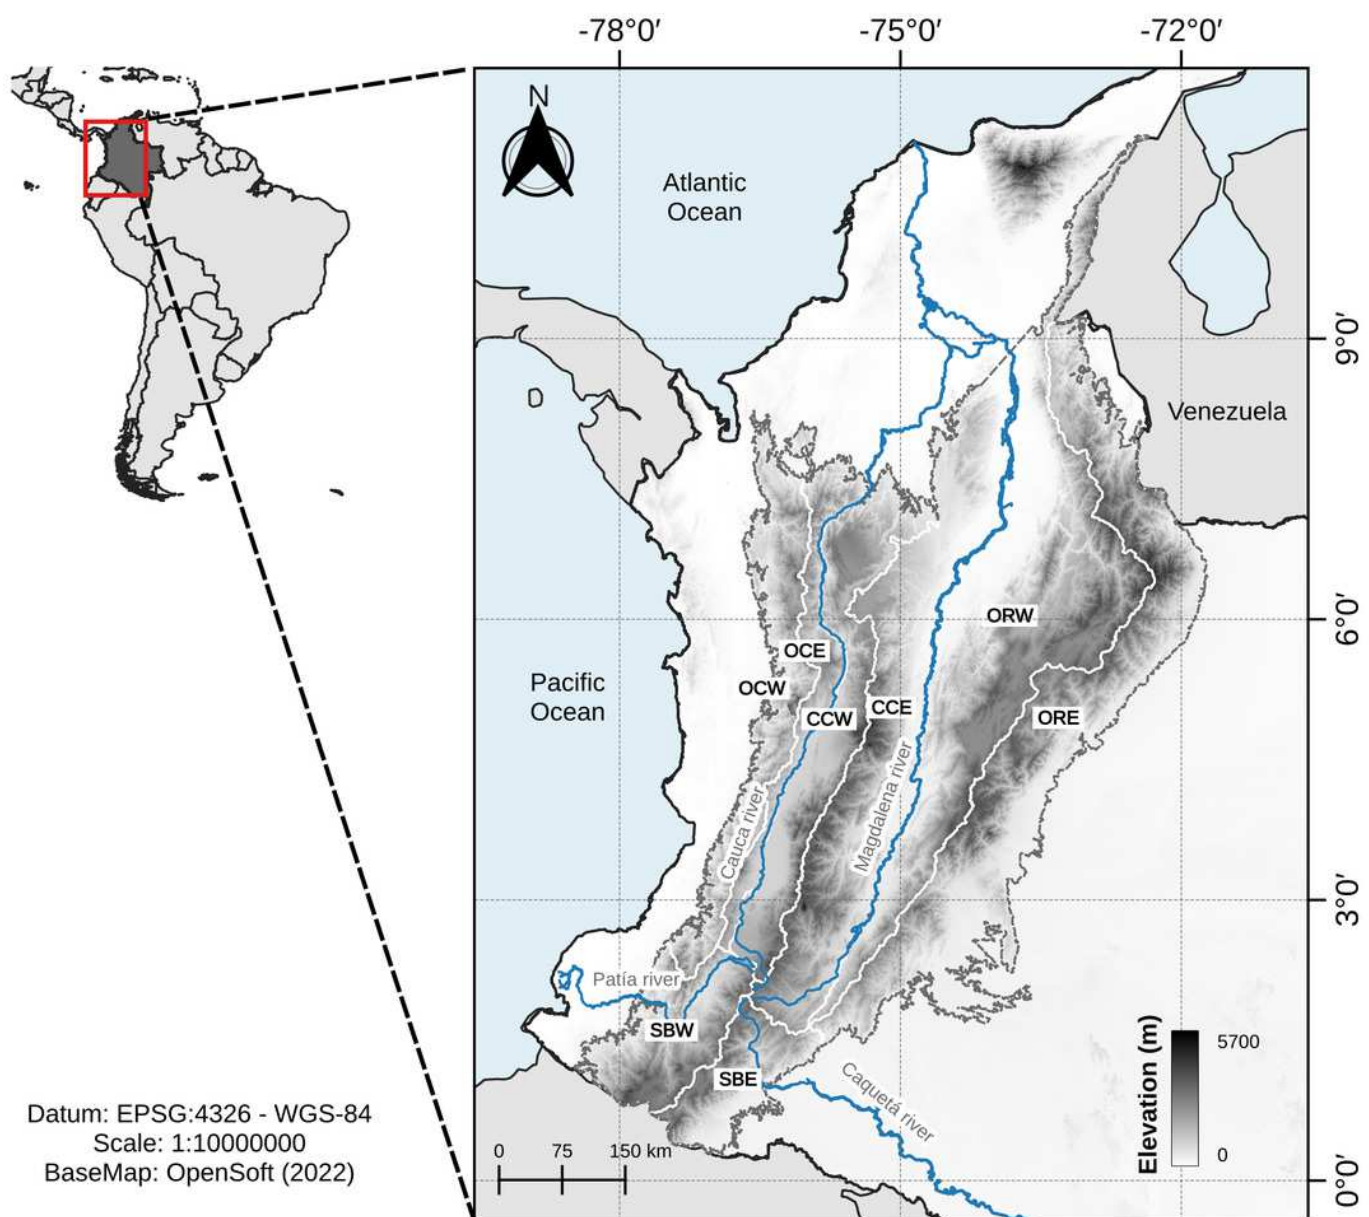 -78°0′
-75°0′
-72°0′
N
Atlantic
Ocean
9°0′
Venezuela
6°0′
ORW
OCE
Pacific
Ocean
OCW
CCW
CCE
ORE
Cauca river
Magdalena river
3°0′
Patía river
SBW
SBE
Caquetá river
Elevation (m)
5700
0
0 75 150 km
0°0′
Datum: EPSG:4326 - WGS-84
Scale: 1:10000000
BaseMap: OpenSoft (2022)